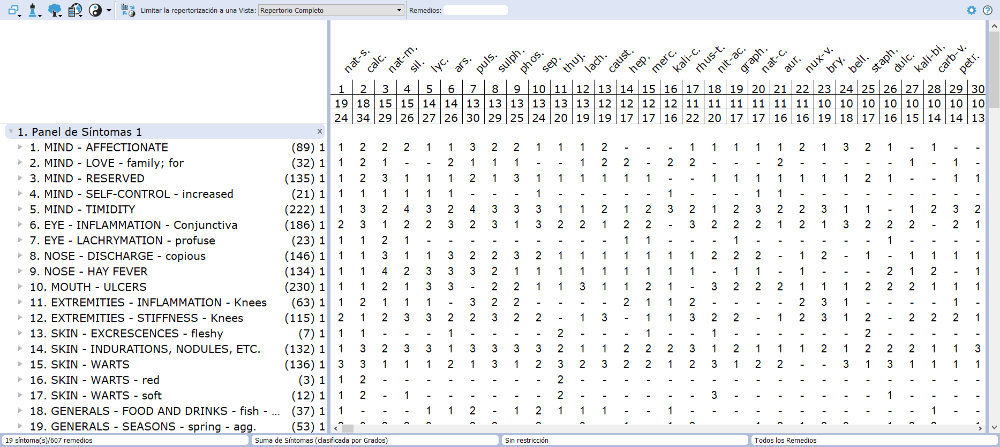 Limitar la repertorización a una Vista: Repertorio Completo Remedios:
nat-s. calc. nat-m. sil. lyc. ars. puls. sulph. phos. sep. thuj. lach. caust. hep. merc. kali-c. rhus-t. nit-ac. graph. nat-c. aur. nux-v. bry. bell. staph. dulc. kali-bi. carb-v. petr.
1 2 3 4 5 6 7 8 9 10 11 12 13 14 15 16 17 18 19 20 21 22 23 24 25 26 27 28 29 30
19 18 15 15 14 14 13 13 13 13 13 13 12 12 12 12 11 11 11 11 11 11 10 10 10 10 10 10 10 10
24 34 29 26 27 26 30 29 25 24 20 19 19 17 17 16 22 20 17 17 16 16 19 18 17 16 15 14 14 13
1. Panel de Síntomas 1 x
1. MIND - AFFECTIONATE (89) 1 1 2 2 2 1 1 3 2 2 1 1 1 2 - - - 1 1 1 1 1 2 1 3 2 1 - 1 - -
2. MIND - LOVE - family; for (32) 1 1 2 1 - - 2 1 1 1 - - 1 2 2 - 2 2 - - - 2 - - - - - 1 - 1 -
3. MIND - RESERVED (135) 1 1 2 3 1 1 1 2 1 3 1 1 1 1 1 1 - - 1 1 1 1 1 1 1 2 1 - - 1 1
4. MIND - SELF-CONTROL - increased (21) 1 1 1 1 1 1 1 - - - 1 - - - - - 1 - - - 1 1 - - - - - - - - -
5. MIND - TIMIDITY (222) 1 1 3 2 4 3 2 4 3 3 3 1 1 2 1 2 3 2 1 2 3 2 2 3 1 1 - 1 2 3 2
6. EYE - INFLAMMATION - Conjunctiva (186) 1 2 3 1 2 2 3 2 3 1 3 2 2 1 2 2 - 3 2 2 2 1 2 1 3 2 2 2 - 2 1
7. EYE - LACHRYMATION - profuse (23) 1 1 1 2 1 - - - - - - - - - 1 1 - - - 1 - - - - - - 1 - - - -
8. NOSE - DISCHARGE - copious (146) 1 1 1 3 1 1 3 2 2 3 2 1 1 1 1 1 1 1 2 2 2 - 1 2 - 1 - 1 1 1 1
9. NOSE - HAY FEVER (134) 1 1 1 4 2 3 3 3 2 1 1 1 1 1 1 1 1 1 - 1 1 - 1 - - - 2 1 2 - 1
10. MOUTH - ULCERS (230) 1 1 1 2 1 3 3 - 2 2 1 1 3 1 1 2 1 - 3 2 2 2 1 1 1 2 2 2 1 1 1
11. EXTREMITIES - INFLAMMATION - Knees (63) 1 1 2 1 1 1 - 3 2 2 - - - - 2 1 1 2 - - - - 2 3 1 - - - - 1 -
12. EXTREMITIES - STIFFNESS - Knees (115) 1 2 1 2 3 3 2 2 3 2 2 - 1 3 - 1 1 3 2 2 - 1 2 3 1 2 - 2 2 2 1
13. SKIN - EXCRESCENCES - fleshy (7) 1 1 1 - - - 1 - - - - 2 - - - 1 - - 1 - - - - - - 2 - - - - -
14. SKIN - INDURATIONS, NODULES, ETC. (132) 1 1 3 2 3 3 1 3 3 3 3 2 1 1 2 2 2 3 1 2 1 1 1 2 1 2 2 2 1 1 3
15. SKIN - WARTS (136) 1 3 3 1 1 1 2 1 3 1 2 3 2 3 2 2 1 2 3 1 2 2 - - 3 1 3 1 1 1 1
16. SKIN - WARTS - red (3) 1 1 2 - - - - - - - - 2 - - - - - - - - - - - - - - - - - - -
17. SKIN - WARTS - soft (12) 1 1 2 - 1 - - - - - - 2 - - - - - - 3 - - - - - - - 1 - - - -
18. GENERALS - FOOD AND DRINKS - fish - ... (37) 1 1 - - - 1 1 2 - 1 2 1 1 1 - - 1 - - - - - - - - - - - 1 - -
19. GENERALS - SEASONS - spring - agg. (53) 1
19 síntoma(s)/607 remedios Suma de Síntomas (clasificada por Grados) Sin restricción Todos los Remedios